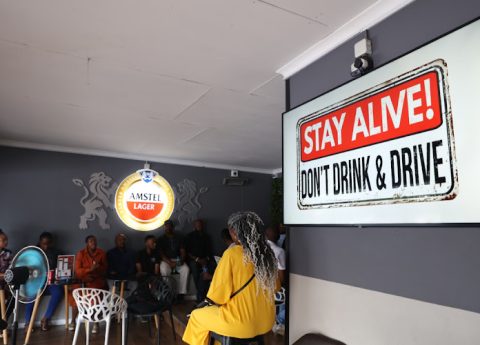 AMSTEL
LAGER
STAY ALIVE!
DON'T DRINK & DRIVE